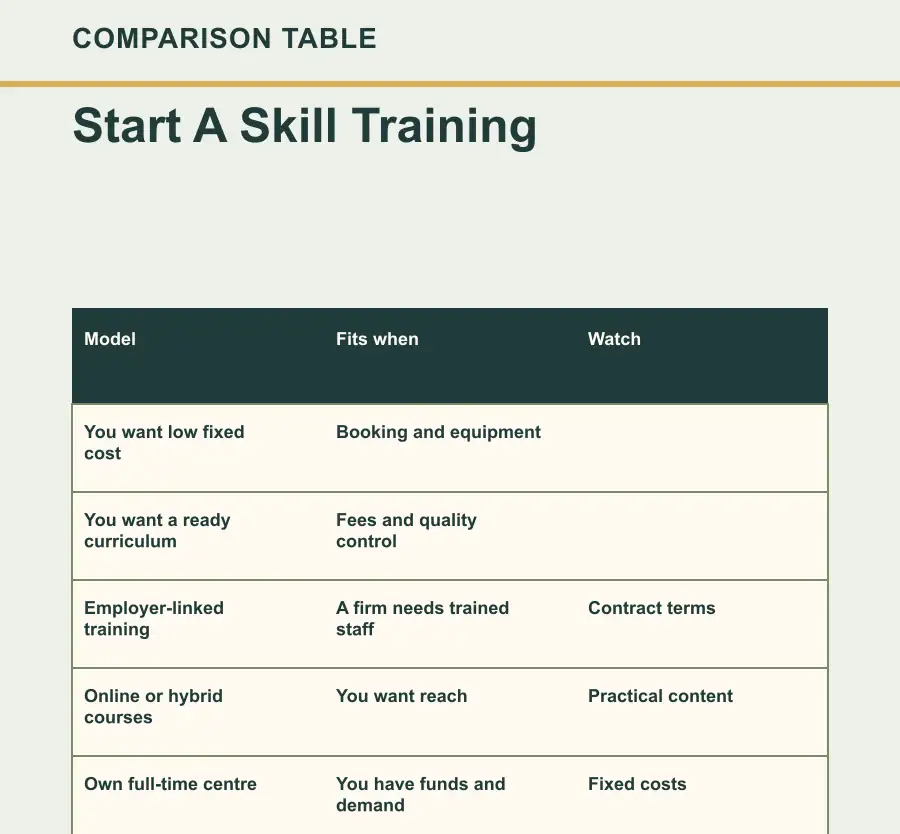 COMPARISON TABLE
Start A Skill Training
Model Fits when Watch
You want low fixed Booking and equipment
cost
You want a ready Fees and quality
curriculum control
Employer-linked A firm needs trained Contract terms
training staff
Online or hybrid You want reach Practical content
courses
Own full-time centre You have funds and Fixed costs
demand